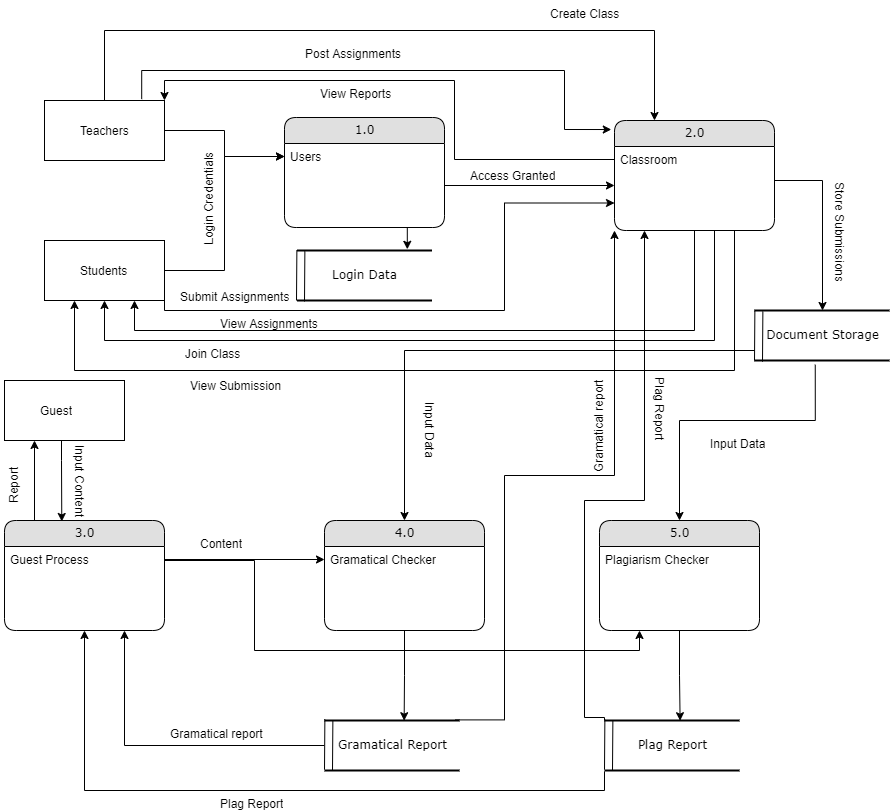 Create Class
Post Assignments
View Reports
Teachers
1.0
Users
2.0
Classroom
Login Credentials
Access Granted
Store Submissions
Students
Login Data
Submit Assignments
View Assignments
Document Storage
Join Class
View Submission
Guest
Input Data
Gramatical report
Plag Report
Input Data
Report
Input Content
3.0
Guest Process
Content
4.0
Gramatical Checker
5.0
Plagiarism Checker
Gramatical report
Gramatical Report
Plag Report
Plag Report